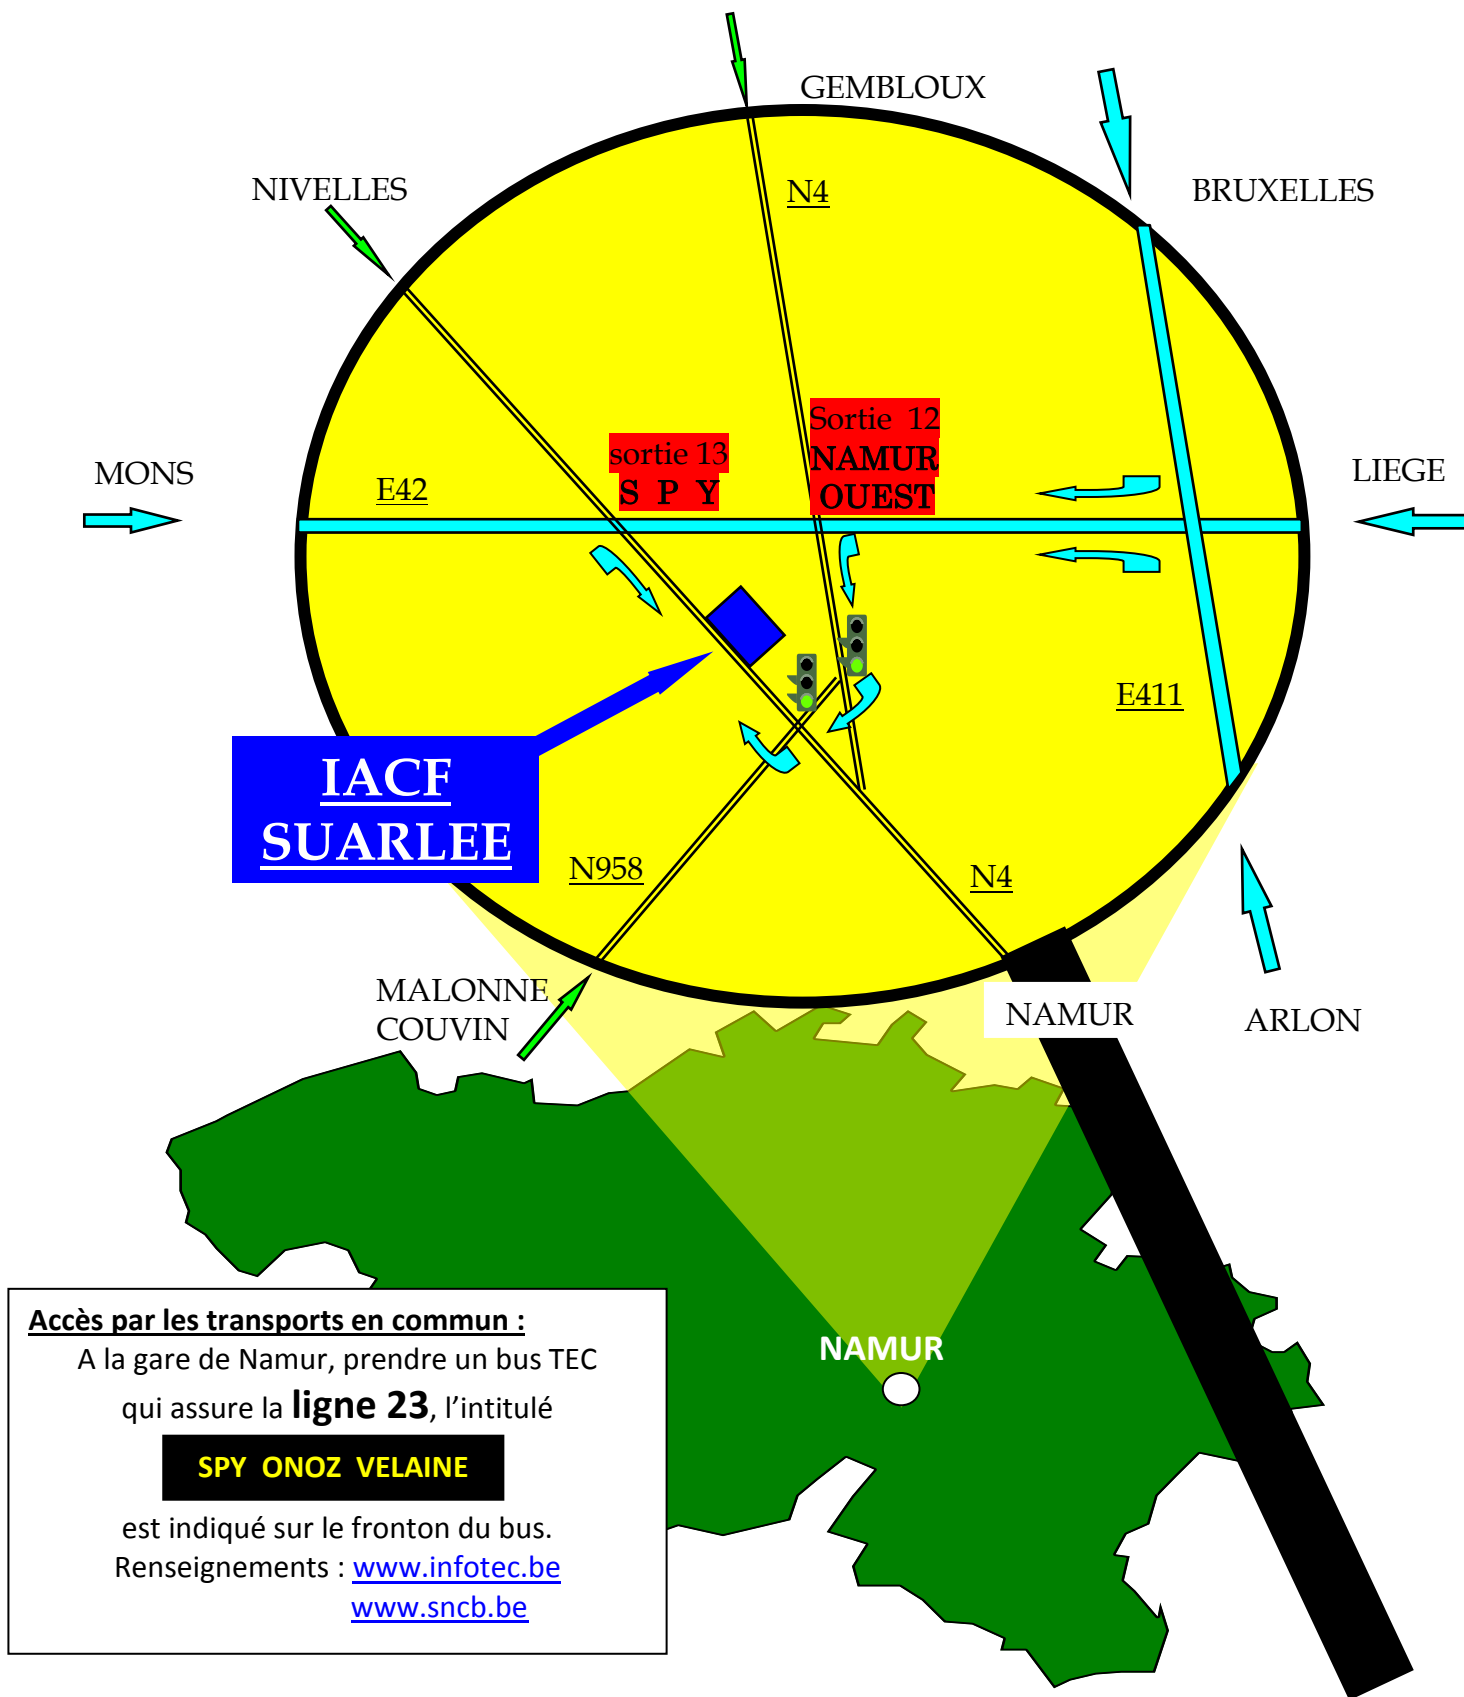 GEMBLOUX
NIVELLES
N4
BRUXELLES
Sortie 12
NAMUR
OUEST
sortie 13
S P Y
MONS
E42
LIEGE
E411
IACF
SUARLEE
N958
N4
MALONNE
COUVIN
NAMUR
ARLON
NAMUR
Accès par les transports en commun :
A la gare de Namur, prendre un bus TEC
qui assure la ligne 23, l’intitulé
SPY ONOZ VELAINE
est indiqué sur le fronton du bus.
Renseignements : www.infotec.be
www.sncb.be